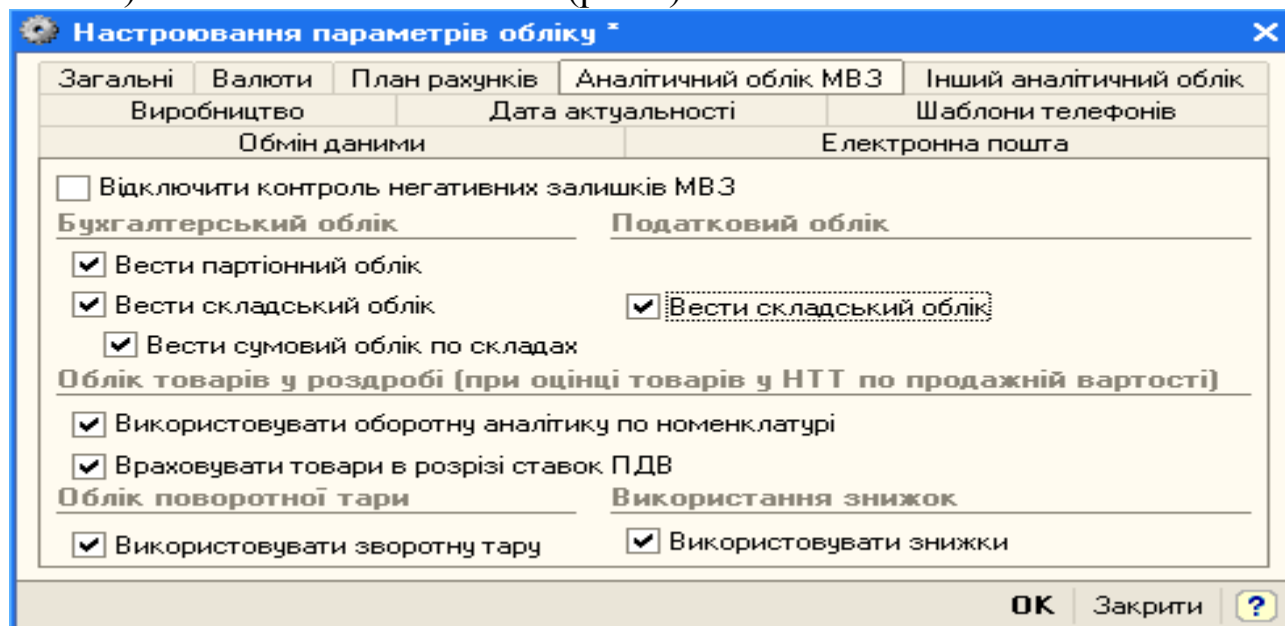 Настроювання параметрів обліку *
Загальні Валюти План рахунків Аналітичний облік МВЗ Інший аналітичний облік
Виробництво Дата актуальності Шаблони телефонів
Обмін даними Електронна пошта
Відключити контроль негативних залишків МВЗ
Бухгалтерський облік Податковий облік
Вести партіонний облік
Вести складський облік Вести складський облік
Вести сумовий облік по складах
Облік товарів у роздробі (при оцінці товарів у НТТ по продажній вартості)
Використовувати оборотну аналітику по номенклатурі
Враховувати товари в розрізі ставок ПДВ
Облік поворотної тари Використання знижок
Використовувати зворотну тару Використовувати знижки
OK Закрити ?